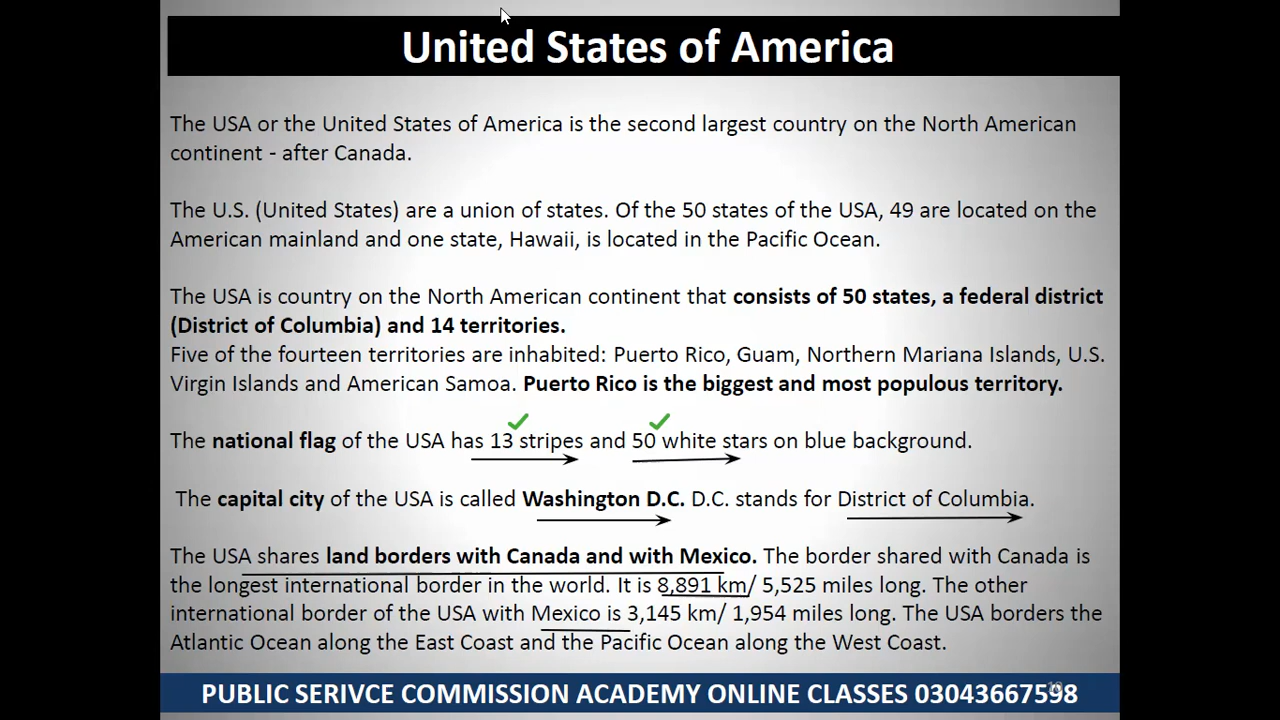 United States of America
The USA or the United States of America is the second largest country on the North American
continent - after Canada.
The U.S. (United States) are a union of states. Of the 50 states of the USA, 49 are located on the
American mainland and one state, Hawaii, is located in the Pacific Ocean.
The USA is country on the North American continent that consists of 50 states, a federal district
(District of Columbia) and 14 territories.
Five of the fourteen territories are inhabited: Puerto Rico, Guam, Northern Mariana Islands, U.S.
Virgin Islands and American Samoa. Puerto Rico is the biggest and most populous territory.
The national flag of the USA has 13 stripes and 50 white stars on blue background.
The capital city of the USA is called Washington D.C. D.C. stands for District of Columbia.
The USA shares land borders with Canada and with Mexico. The border shared with Canada is
the longest international border in the world. It is 8,891 km/ 5,525 miles long. The other
international border of the USA with Mexico is 3,145 km/ 1,954 miles long. The USA borders the
Atlantic Ocean along the East Coast and the Pacific Ocean along the West Coast.
PUBLIC SERIVCE COMMISSION ACADEMY ONLINE CLASSES 03043667598